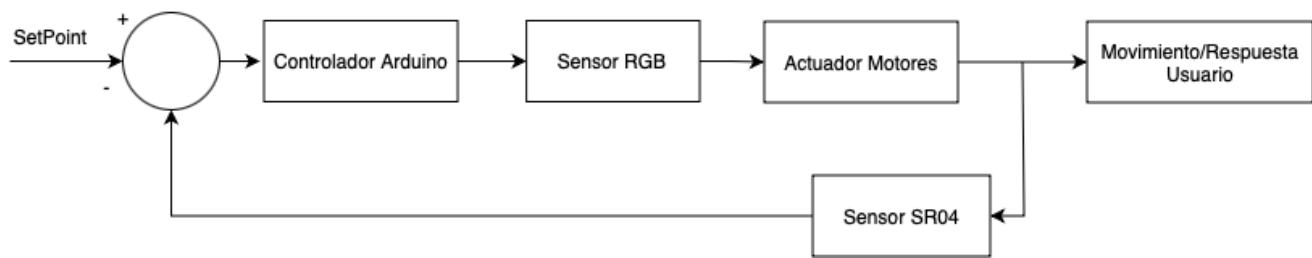 +
SetPoint
-
Controlador Arduino
Sensor RGB
Actuador Motores
Movimiento/Respuesta
Usuario
Sensor SR04